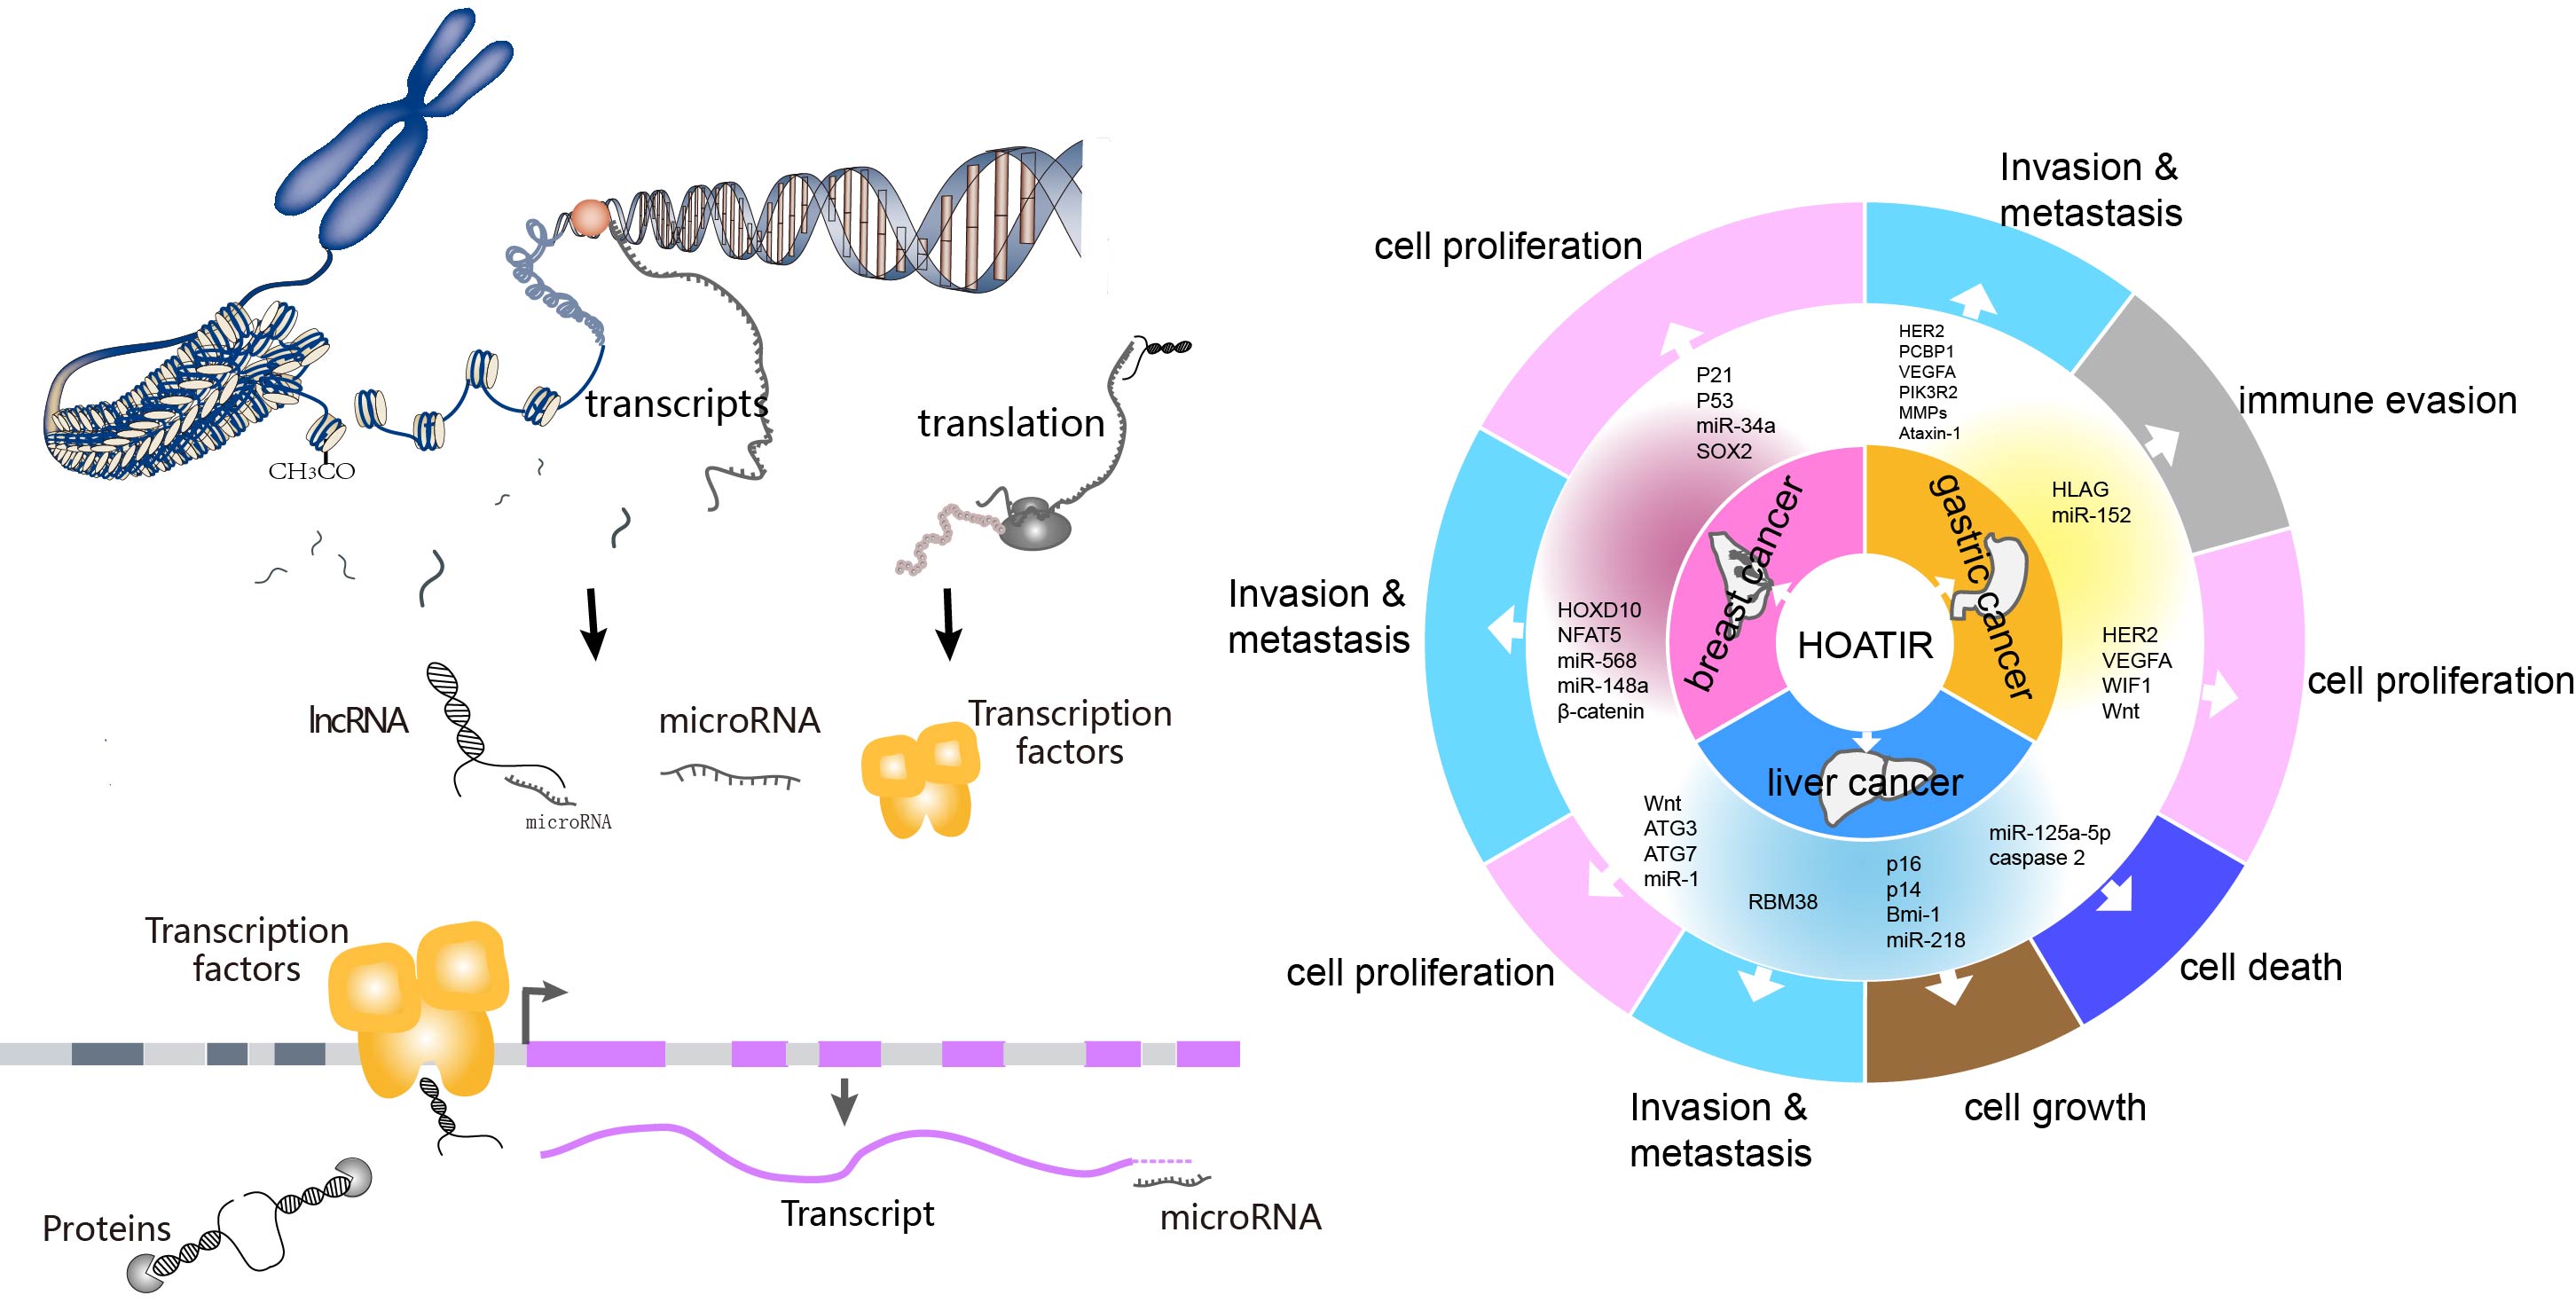 transcripts
translation
CH₃CO
lncRNA
microRNA
microRNA
Transcription
factors
Transcription
factors
Transcript
microRNA
Proteins
Invasion &
metastasis
cell proliferation
immune evasion
HER2
PCBP1
VEGFA
PIK3R2
MMPs
Ataxin-1
P21
P53
miR-34a
SOX2
HLAG
miR-152
breast cancer
gastric cancer
HOATIR
liver cancer
Invasion &
metastasis
HOXD10
NFAT5
miR-568
miR-148a
β-catenin
HER2
VEGFA
WIF1
Wnt
cell proliferation
Wnt
ATG3
ATG7
miR-1
RBM38
p16
p14
Bmi-1
miR-218
miR-125a-5p
caspase 2
cell proliferation
cell death
Invasion &
metastasis
cell growth